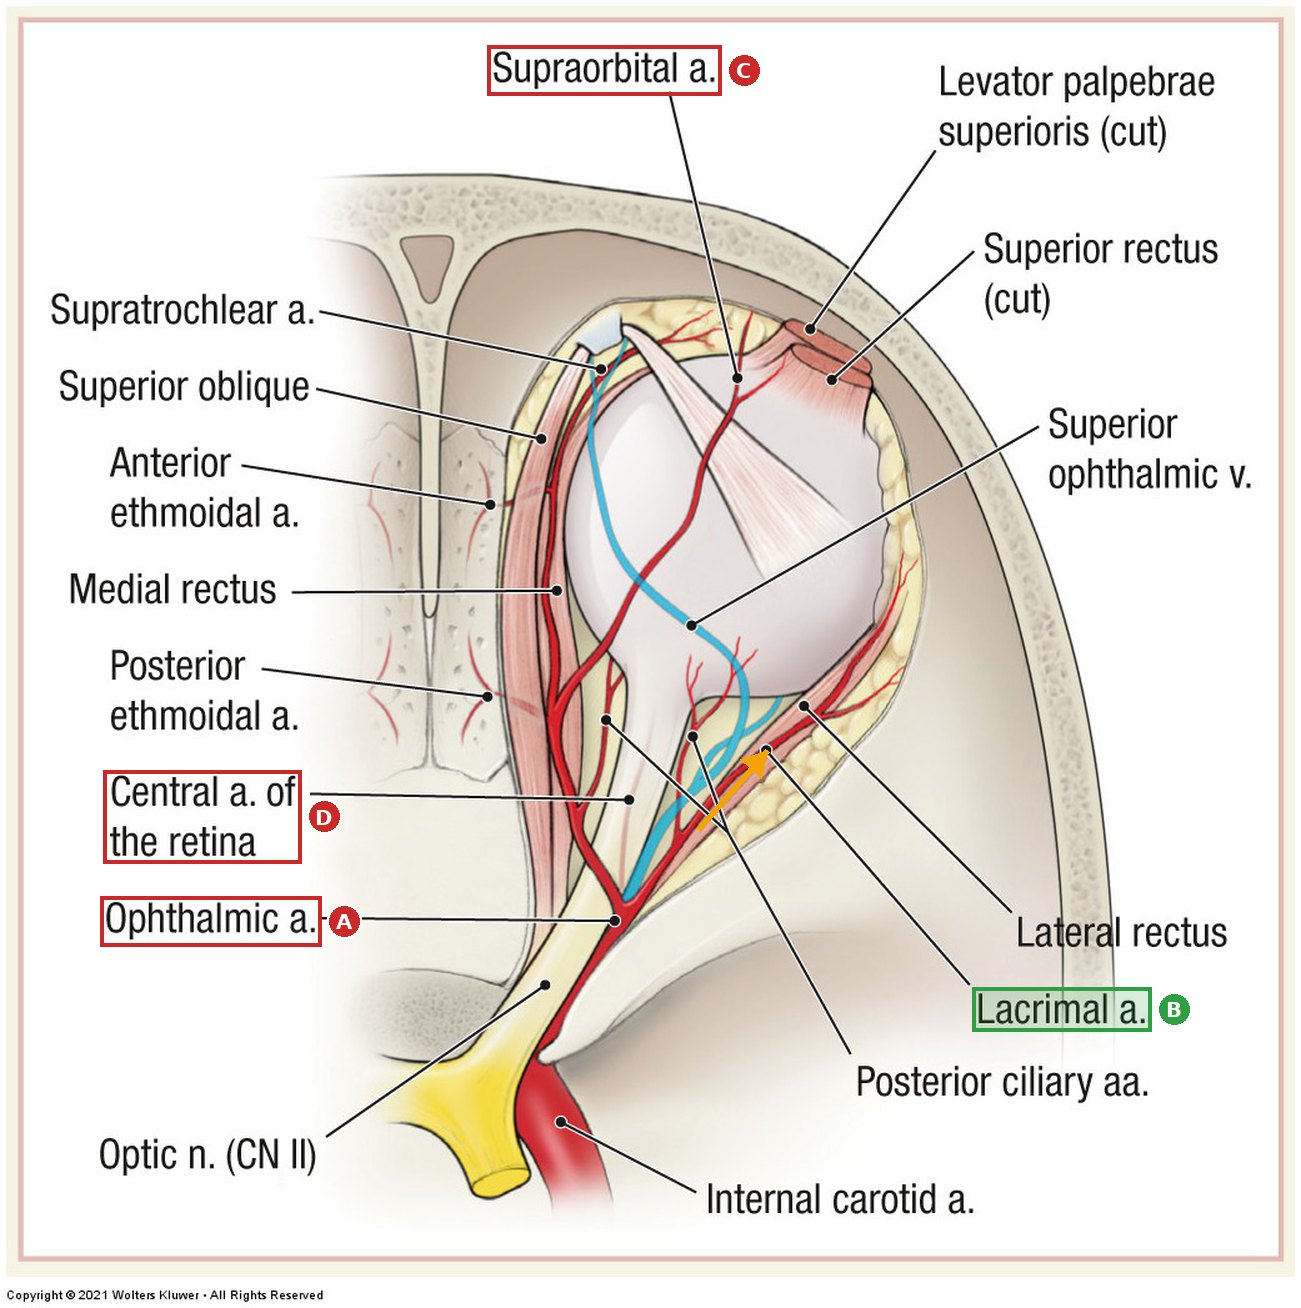 Supraorbital a. C
Levator palpebrae
superioris (cut)
Superior rectus
(cut)
Supratrochlear a.
Superior oblique
Superior
ophthalmic v.
Anterior
ethmoidal a.
Medial rectus
Posterior
ethmoidal a.
Central a. of
the retina
D
Ophthalmic a. A
Lateral rectus
Lacrimal a. B
Posterior ciliary aa.
Optic n. (CN II)
Internal carotid a.
Copyright © 2021 Wolters Kluwer • All Rights Reserved